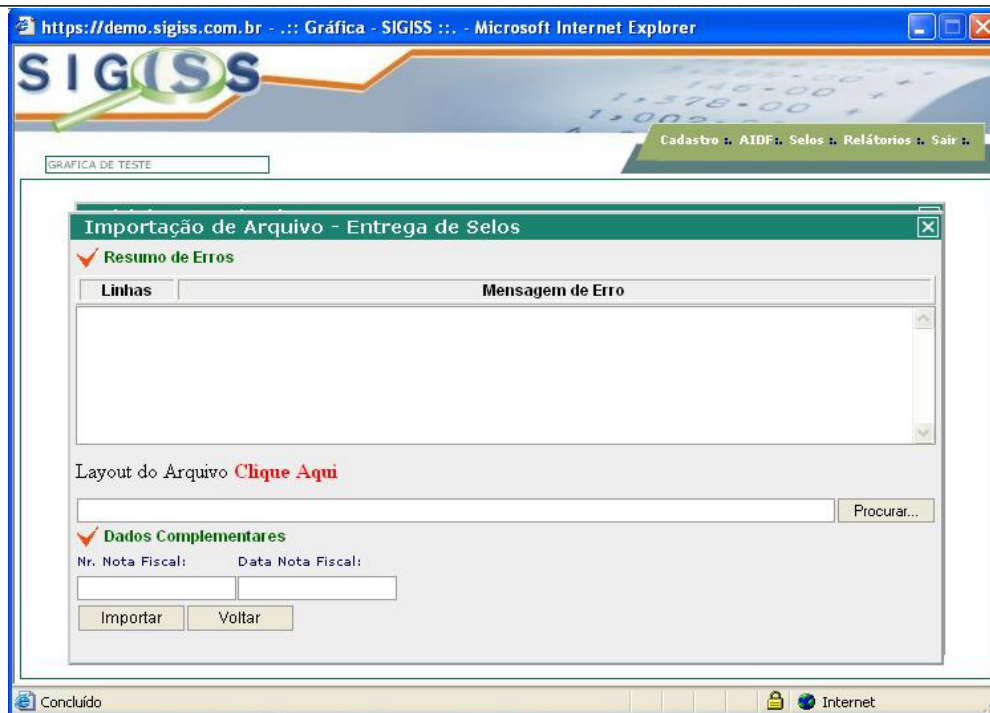 https://demo.sigiss.com.br - .:: Gráfica - SIGISS ::. - Microsoft Internet Explorer
SIGISS
Cadastro :. AIDF:. Selos :. Relátorios :. Sair :.
GRAFICA DE TESTE
Importação de Arquivo - Entrega de Selos
Resumo de Erros
Linhas Mensagem de Erro
Layout do Arquivo Clique Aqui
Procurar...
Dados Complementares
Nr. Nota Fiscal: Data Nota Fiscal:
Importar Voltar
Concluído Internet